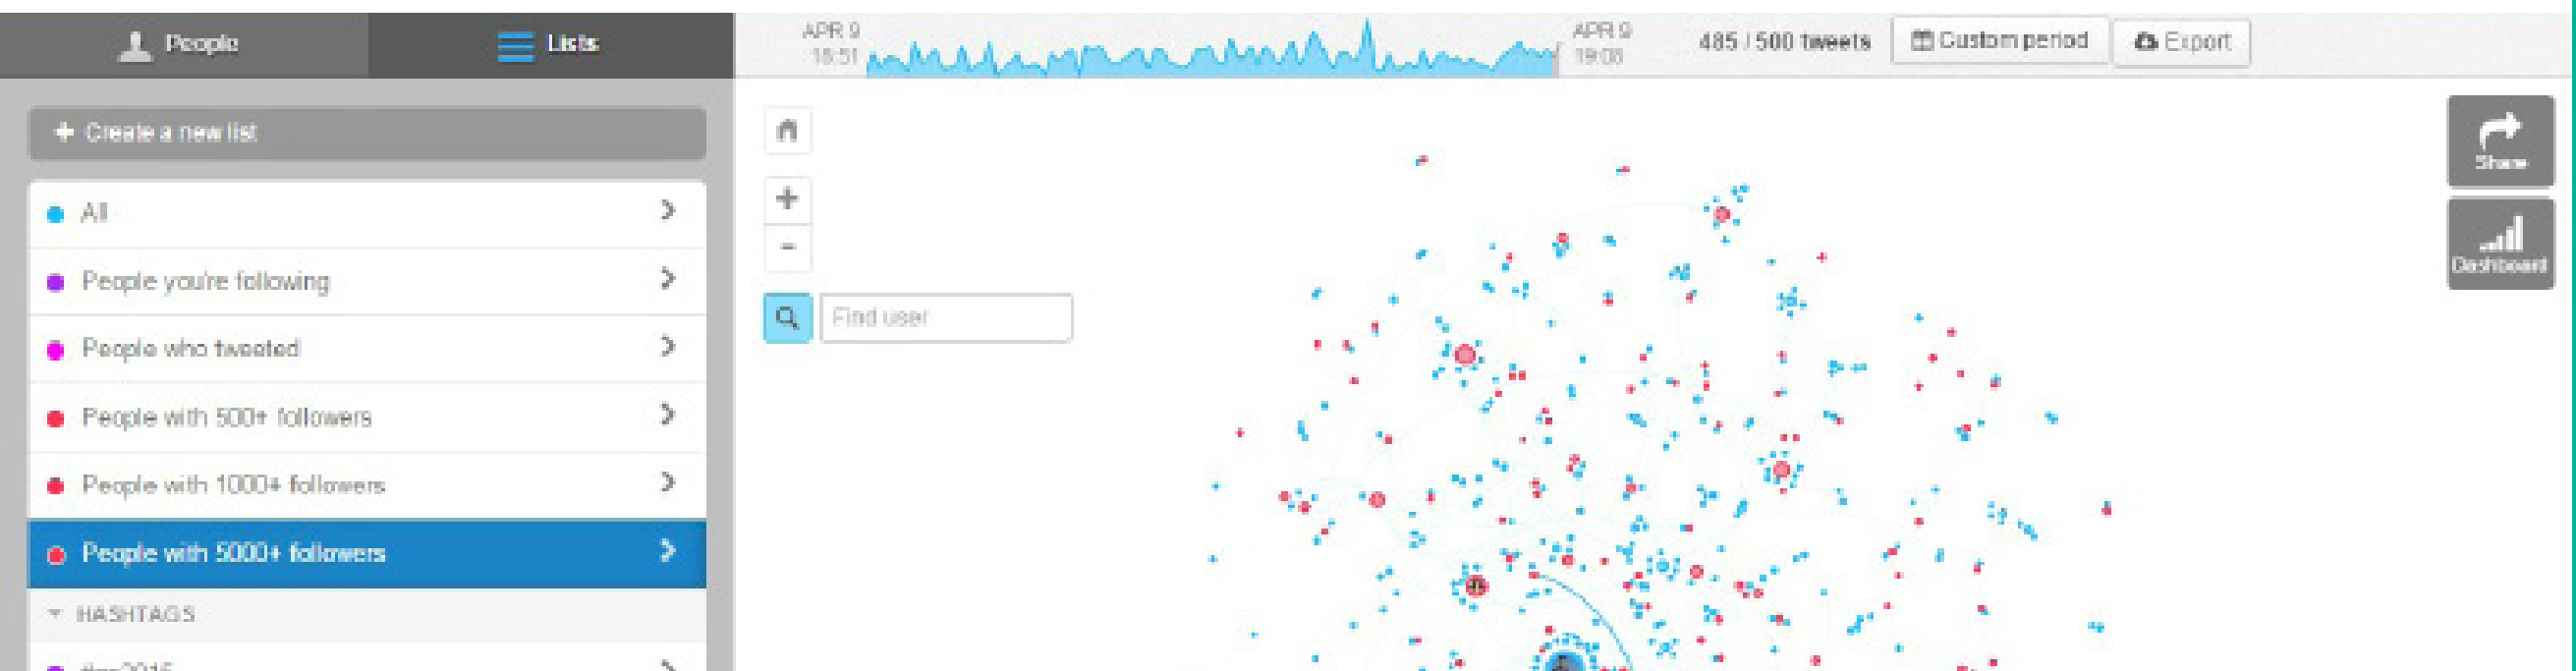 People
Lists
APR 9
18:51
APR 9
19:08
485 / 500 tweets
Custom period
Export
+ Create a new list
All
People you're following
People who tweeted
People with 500+ followers
People with 1000+ followers
People with 5000+ followers
HASHTAGS
Find user
Share
Dashboard